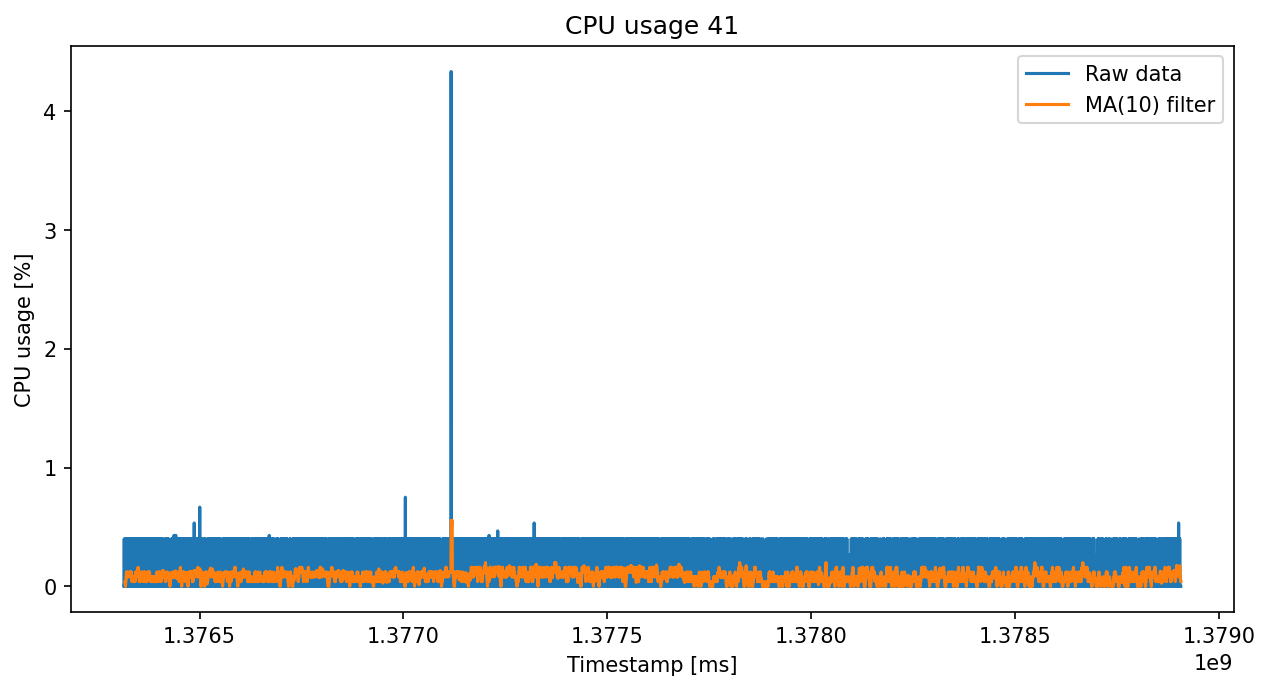 CPU usage 41
Raw data
MA(10) filter
CPU usage [%]
4
3
2
1
0
1.3765 1.3770 1.3775 1.3780 1.3785 1.3790
1e9
Timestamp [ms]